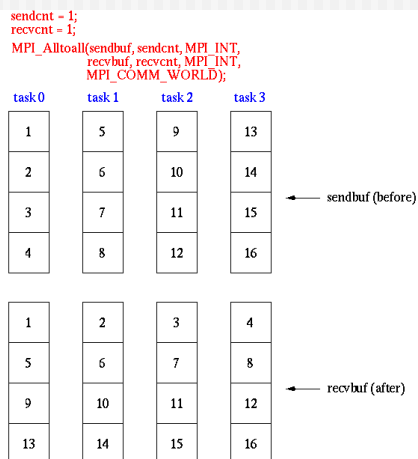 sendcnt = 1;
recvcnt = 1;
MPI_Alltoall(sendbuf, sendcnt, MPI_INT,
recvbuf, recvcnt, MPI_INT,
MPI_COMM_WORLD);
task 0 task 1 task 2 task 3
1 5 9 13
2 6 10 14
sendbuf (before)
3 7 11 15
4 8 12 16
1 2 3 4
5 6 7 8
recvbuf (after)
9 10 11 12
13 14 15 16